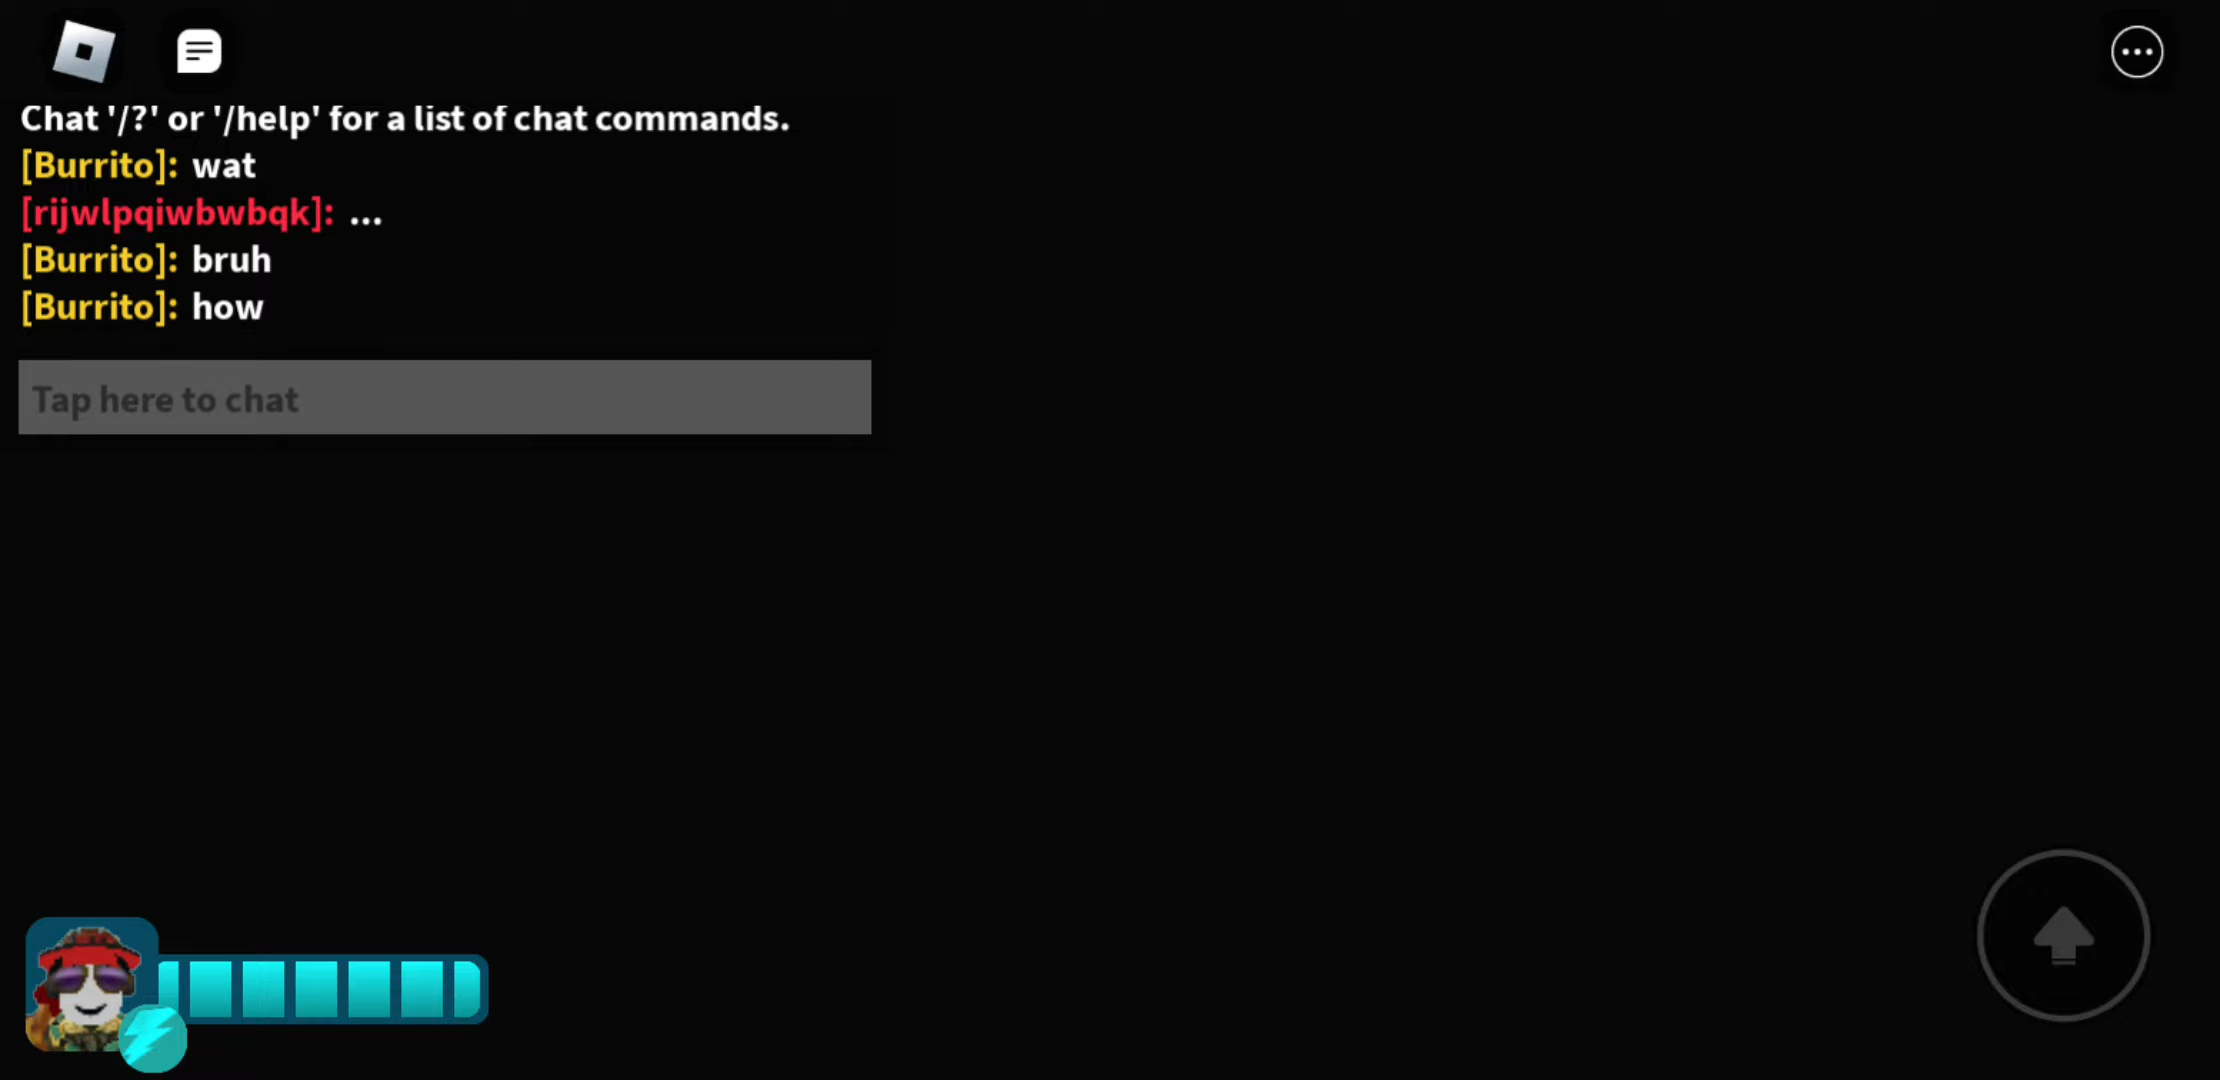 Chat '/?' or '/help' for a list of chat commands.
[Burrito]: wat
[rijwlpqiwbwbqk]: ...
[Burrito]: bruh
[Burrito]: how
Tap here to chat